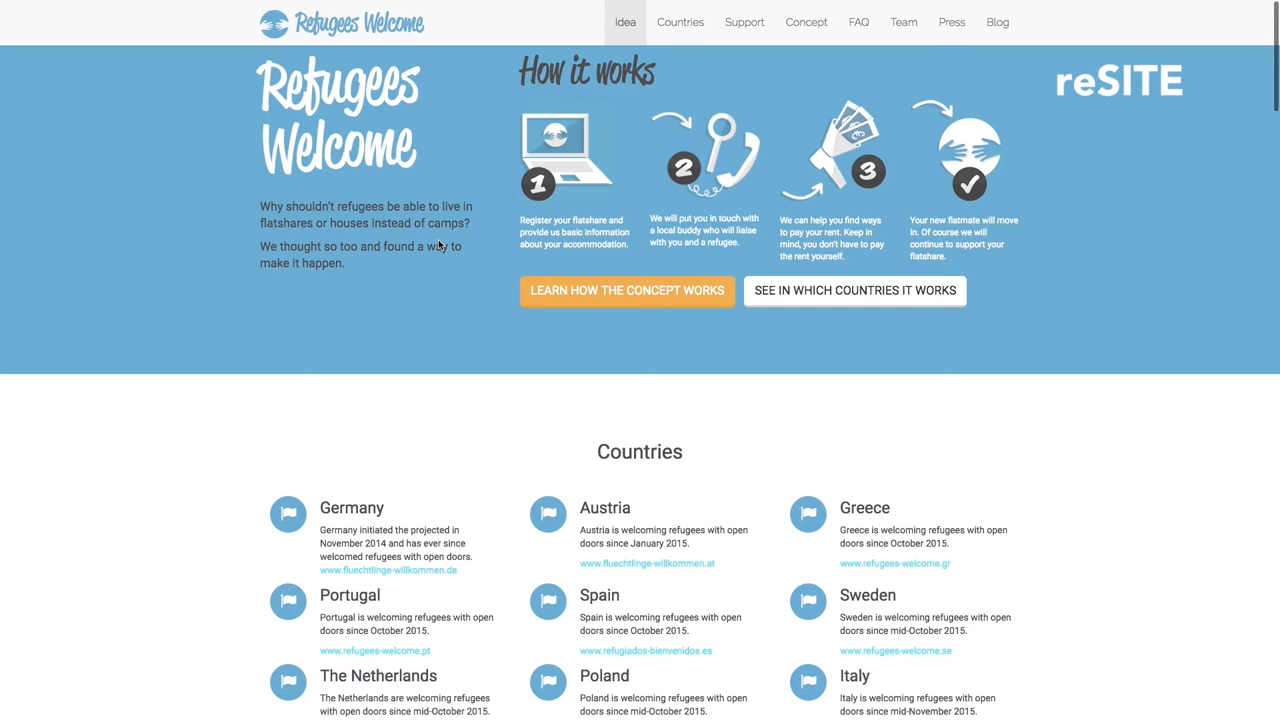 Refugees Welcome
Idea
Countries
Support
Concept
FAQ
Team
Press
Blog
Refugees
Welcome
Why shouldn't refugees be able to live in
flatshares or houses instead of camps?
We thought so too and found a way to
make it happen.
How it works
reSITE
1
Register your flatshare and
provide us basic information
about your accommodation.
2
We will put you in touch with
a local buddy who will liaise
with you and a refugee.
3
We can help you find ways
to pay your rent. Keep in
mind, you don't have to pay
the rent yourself.
Your new flatmate will move
in. Of course we will
continue to support your
flatshare.
LEARN HOW THE CONCEPT WORKS
SEE IN WHICH COUNTRIES IT WORKS
Countries
Germany
Germany initiated the projected in
November 2014 and has ever since
welcomed refugees with open doors.
www.fluechtlinge-willkommen.de
Austria
Austria is welcoming refugees with open
doors since January 2015.
www.fluechtlinge-willkommen.at
Greece
Greece is welcoming refugees with open
doors since October 2015.
www.refugees-welcome.gr
Portugal
Portugal is welcoming refugees with open
doors since October 2015.
www.refugees-welcome.pt
Spain
Spain is welcoming refugees with open
doors since October 2015.
www.refugiados-bienvenidos.es
Sweden
Sweden is welcoming refugees with open
doors since mid-October 2015.
www.refugees-welcome.se
The Netherlands
The Netherlands are welcoming refugees
with open doors since mid-October 2015.
Poland
Poland is welcoming refugees with open
doors since mid-October 2015.
Italy
Italy is welcoming refugees with open
doors since mid-November 2015.